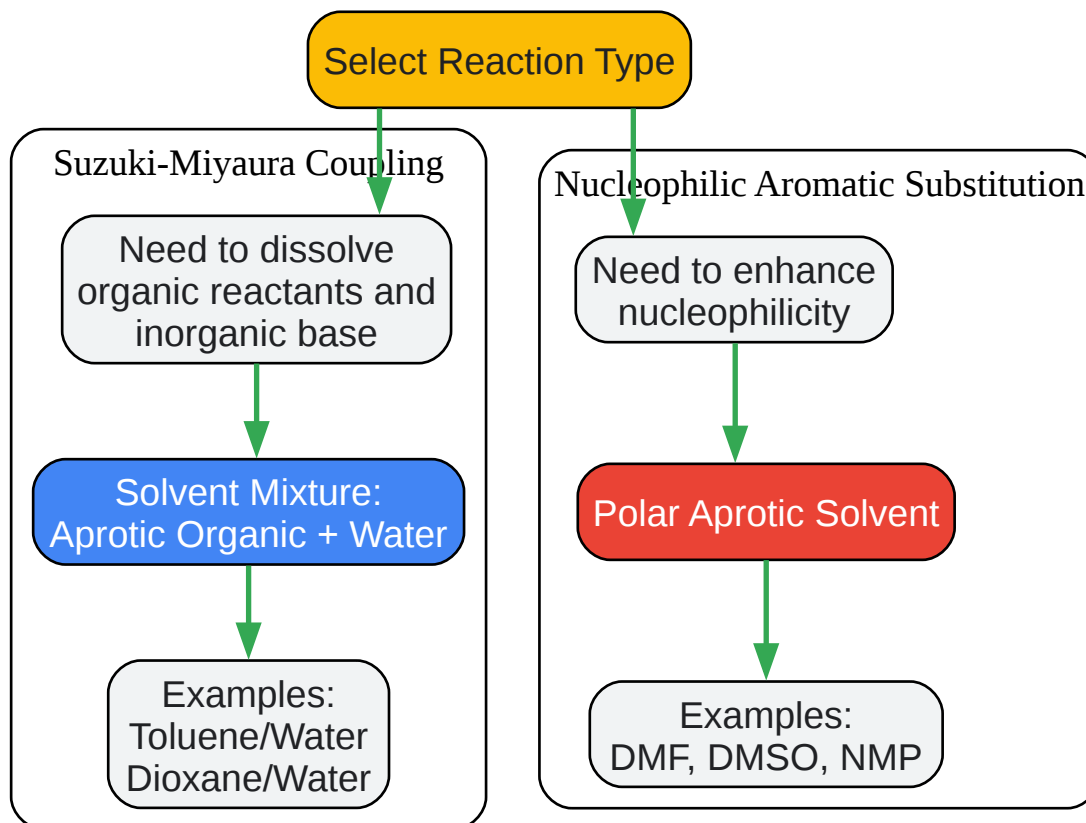 Select Reaction Type
Suzuki-Miyaura Coupling
Need to dissolve
organic reactants and
inorganic base
Solvent Mixture:
Aprotic Organic + Water
Examples:
Toluene/Water
Dioxane/Water
Nucleophilic Aromatic Substitution
Need to enhance
nucleophilicity
Polar Aprotic Solvent
Examples:
DMF, DMSO, NMP